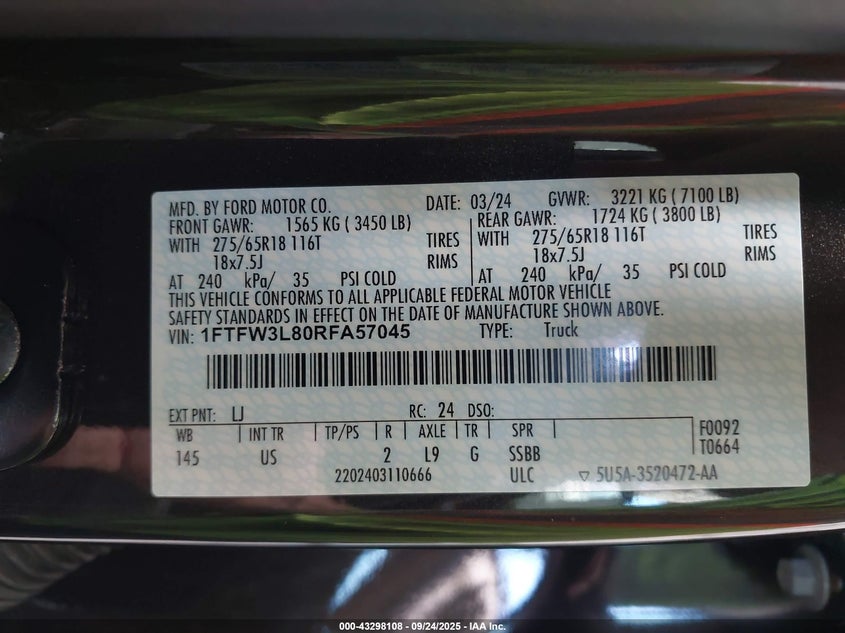 MFD. BY FORD MOTOR CO. DATE: 03/24 GVWR: 3221 KG ( 7100 LB)
FRONT GAWR: 1565 KG ( 3450 LB) REAR GAWR: 1724 KG ( 3800 LB)
WITH 275/65R18 116T TIRES WITH 275/65R18 116T TIRES
18x7.5J RIMS 18x7.5J RIMS
AT 240 kPa/ 35 PSI COLD AT 240 kPa/ 35 PSI COLD
THIS VEHICLE CONFORMS TO ALL APPLICABLE FEDERAL MOTOR VEHICLE
SAFETY STANDARDS IN EFFECT ON THE DATE OF MANUFACTURE SHOWN ABOVE.
VIN: 1FTFW3L80RFA57045 TYPE: Truck
EXT PNT: UJ RC: 24 DSO:
WB INT TR TP/PS R AXLE TR SPR F0092
145 US 2 L9 G SSBB T0664
2202403110666 ULC ▽ 5U5A-3520472-AA
000-43298108 - 09/24/2025 - IAA Inc.